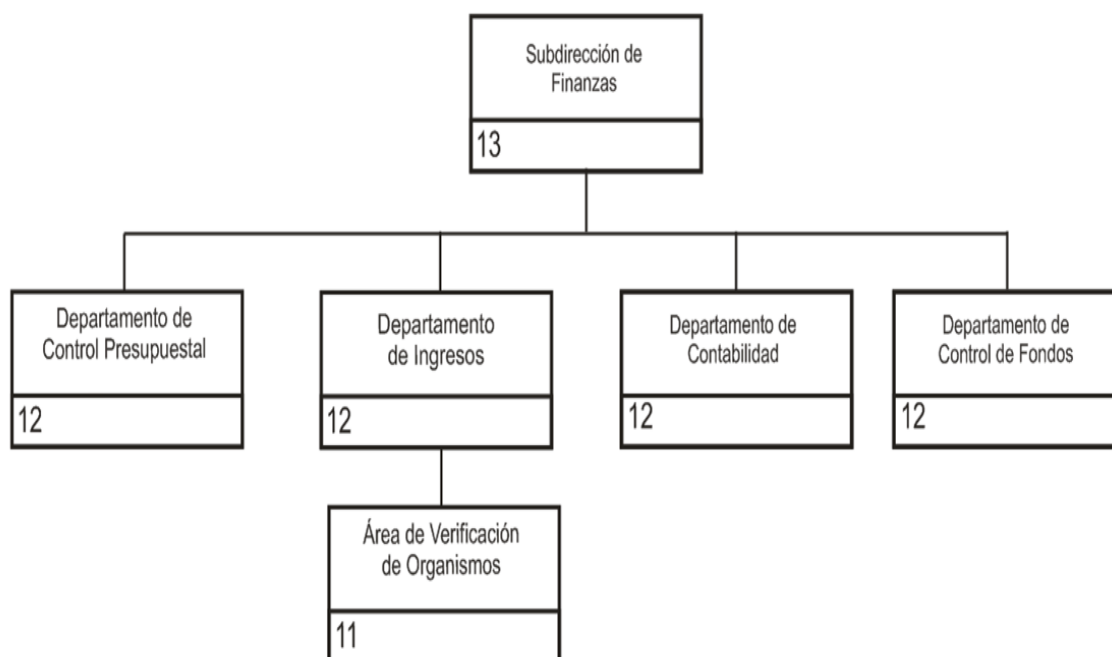 Subdirección de
Finanzas
13
Departamento de
Control Presupuestal
12
Departamento
de Ingresos
12
Departamento de
Contabilidad
12
Departamento de
Control de Fondos
12
Área de Verificación
de Organismos
11